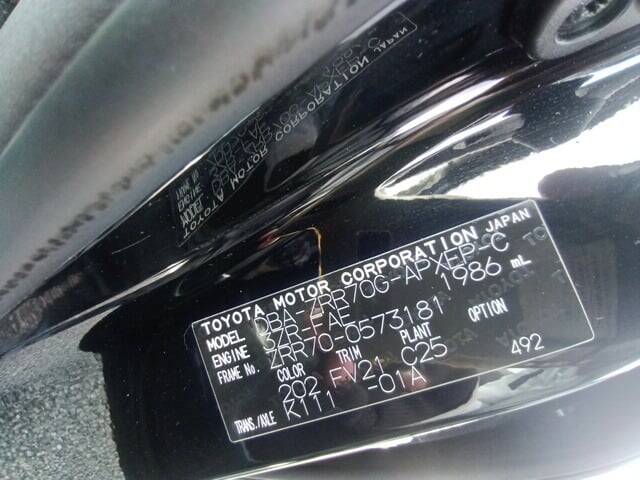 TOYOTA MOTOR CORPORATION JAPAN
MODEL DBA-ZRR70G-APXEP-C
ENGINE 3ZR-FAE 1986 mL
FRAME No. ZRR70-0573181
COLOR TRIM PLANT OPTION
202 FV21 C25 492
TRANS./AXLE K111 -01A